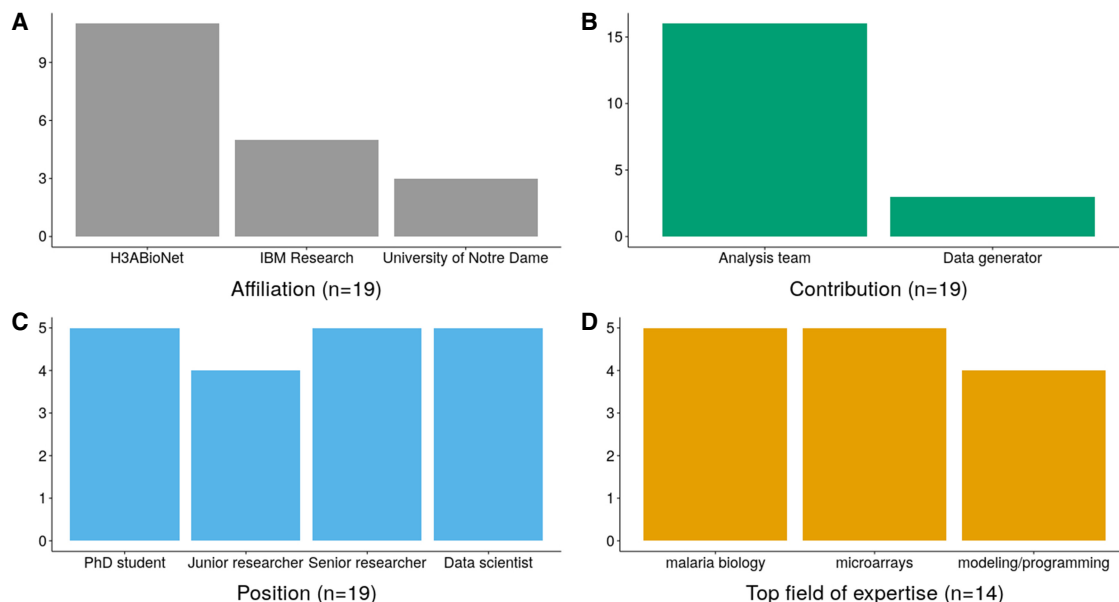 A
9
6
3
0
H3ABioNet IBM Research University of Notre Dame
Affiliation (n=19)
B
15
10
5
0
Analysis team Data generator
Contribution (n=19)
C
5
4
3
2
1
0
PhD student Junior researcher Senior researcher Data scientist
Position (n=19)
D
5
4
3
2
1
0
malaria biology microarrays modeling/programming
Top field of expertise (n=14)